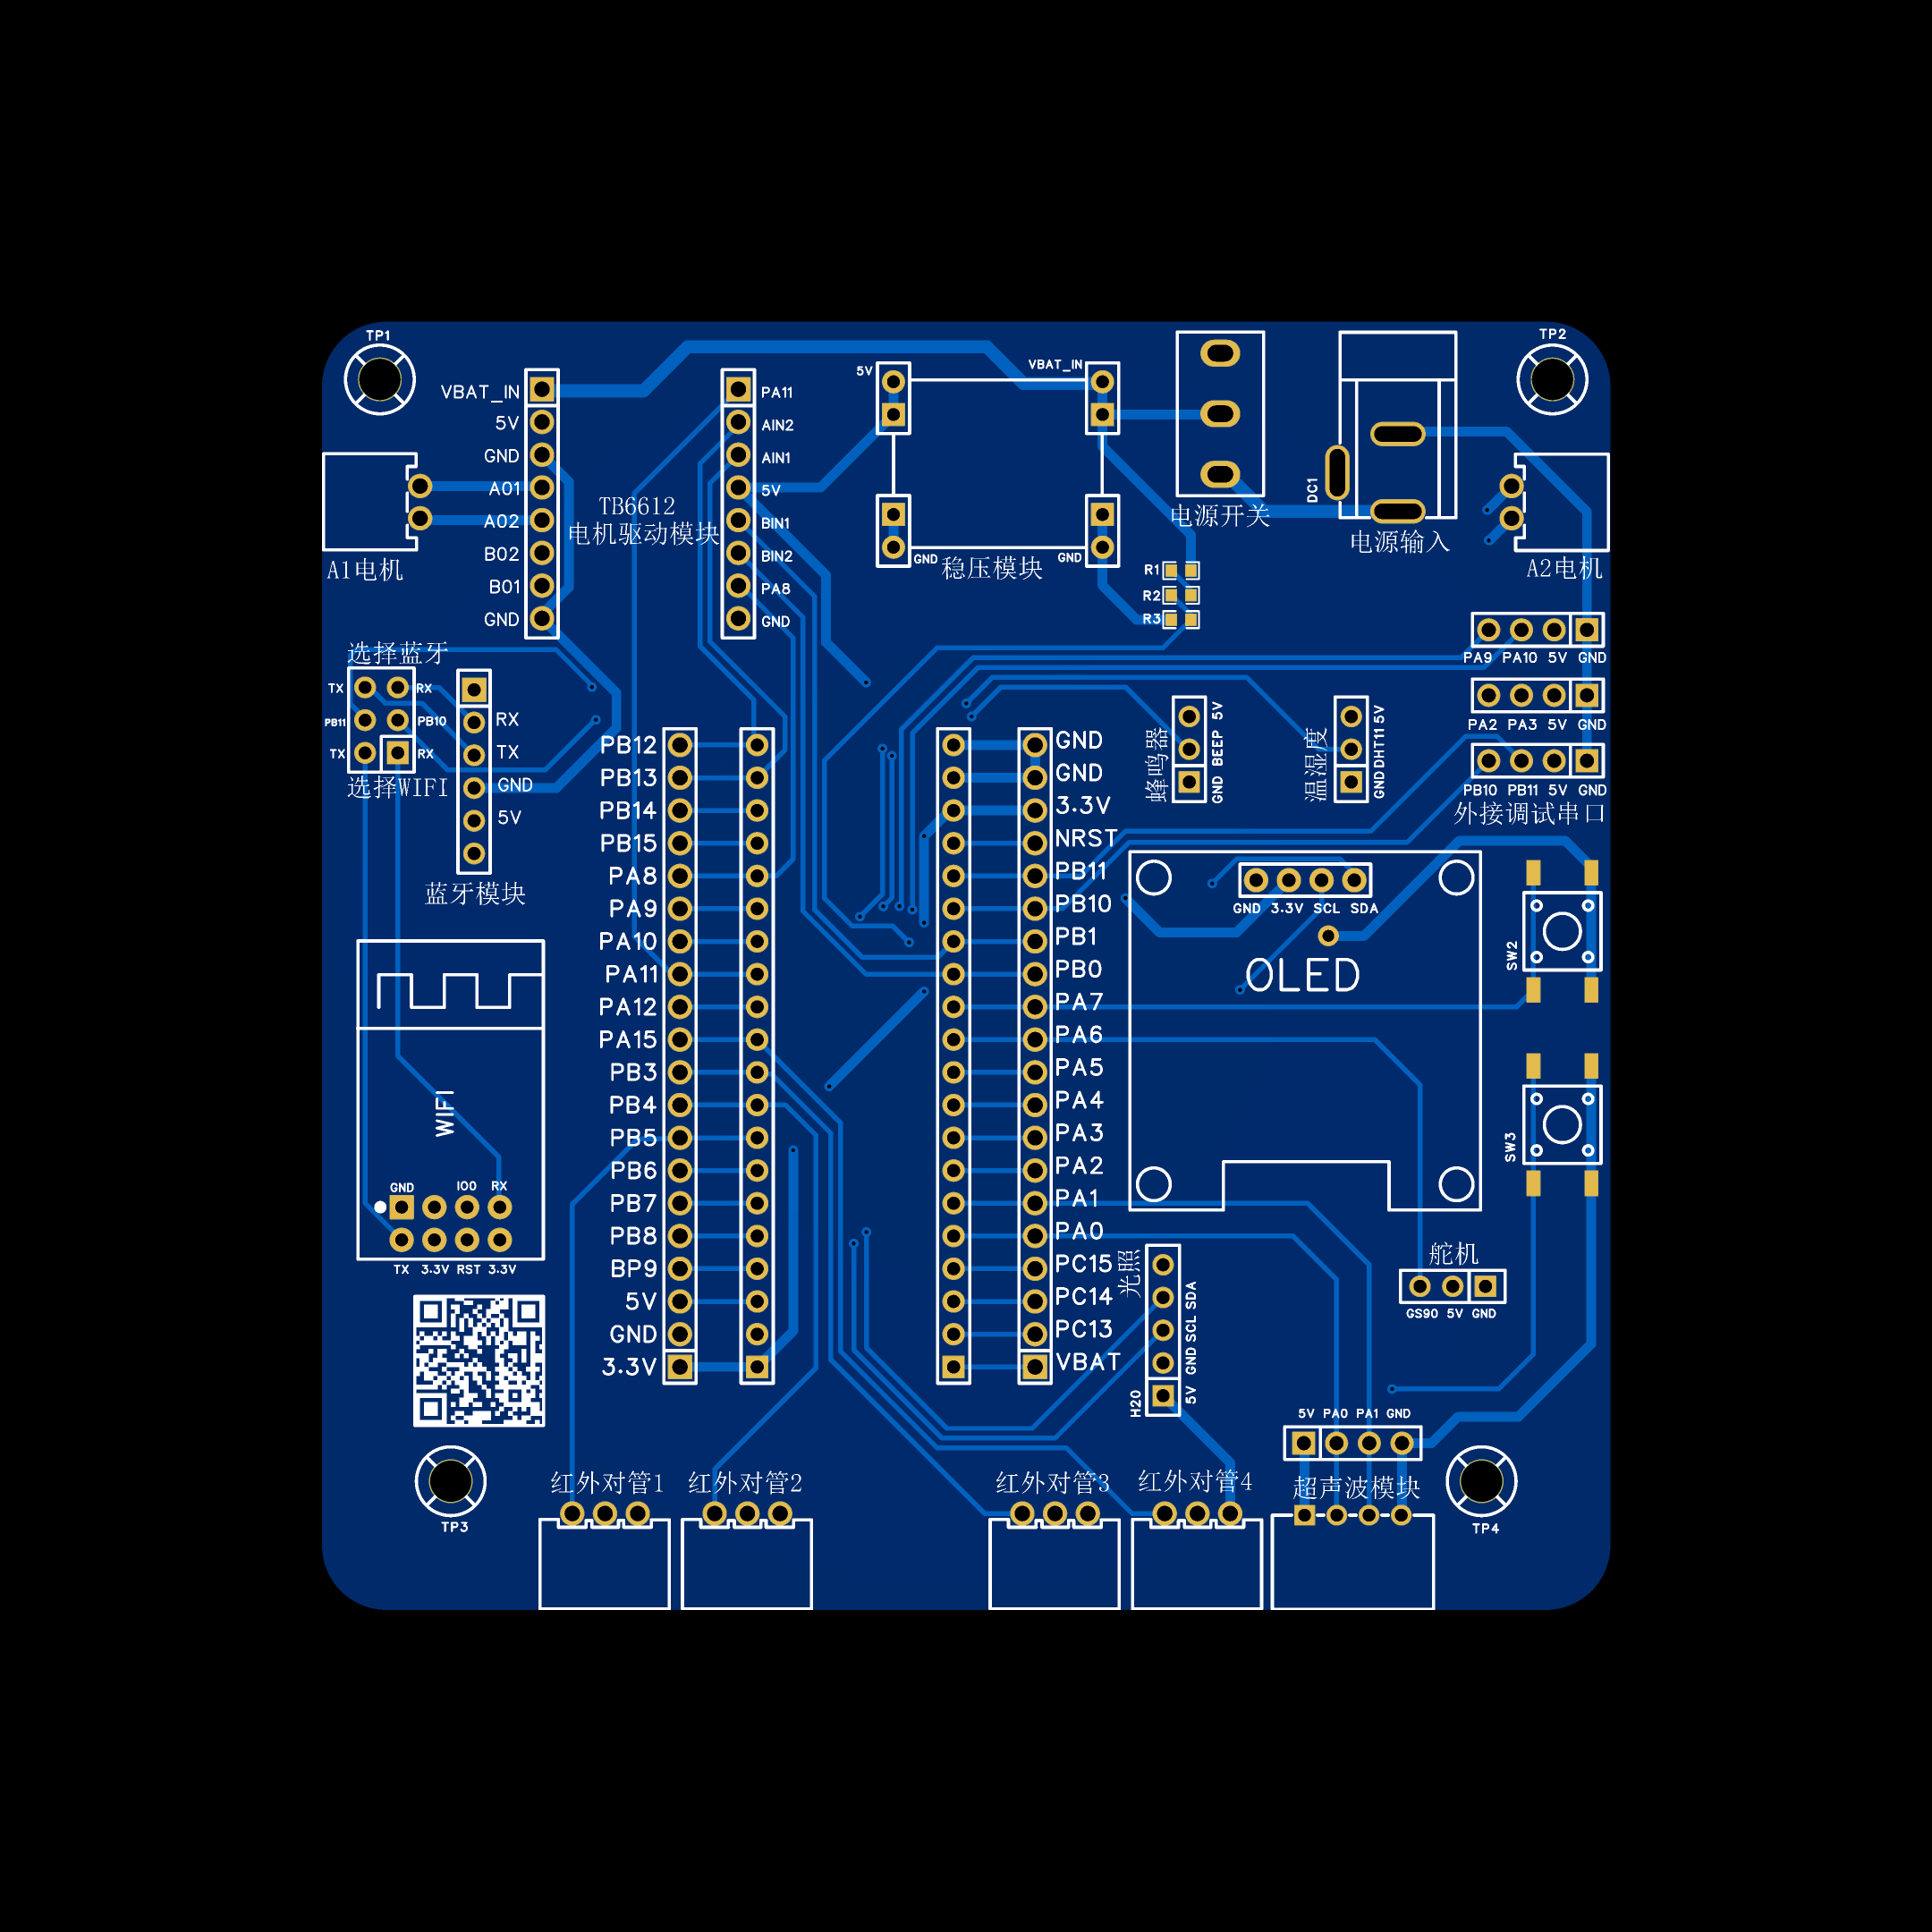 TP1
TP2
VBAT_IN
5V
GND
A01
A02
B02
B01
GND
PA11
AIN2
AIN1
5V
BIN1
BIN2
PA8
GND
TB6612
电机驱动模块
A1电机
5V
VBAT_IN
GND
GND
稳压模块
电源开关
DC1
电源输入
A2电机
R1
R2
R3
PA9 PA10 5V GND
PA2 PA3 5V GND
PB10 PB11 5V GND
外接调试串口
选择蓝牙
TX RX
PB11 PB10
TX RX
选择WIFI
RX
TX
GND
5V
蓝牙模块
蜂鸣器
GND BEEP 5V
温湿度
GND DHT11 5V
PB12
PB13
PB14
PB15
PA8
PA9
PA10
PA11
PA12
PA15
PB3
PB4
PB5
PB6
PB7
PB8
BP9
5V
GND
3.3V
GND
GND
3.3V
NRST
PB11
PB10
PB1
PB0
PA7
PA6
PA5
PA4
PA3
PA2
PA1
PA0
PC15
PC14
PC13
VBAT
GND 3.3V SCL SDA
OLED
SW2
SW3
WIFI
GND IO0 RX
TX 3.3V RST 3.3V
光照
H20
5V GND SCL SDA
舵机
GS90 5V GND
5V PA0 PA1 GND
超声波模块
TP3
红外对管1
红外对管2
红外对管3
红外对管4
TP4